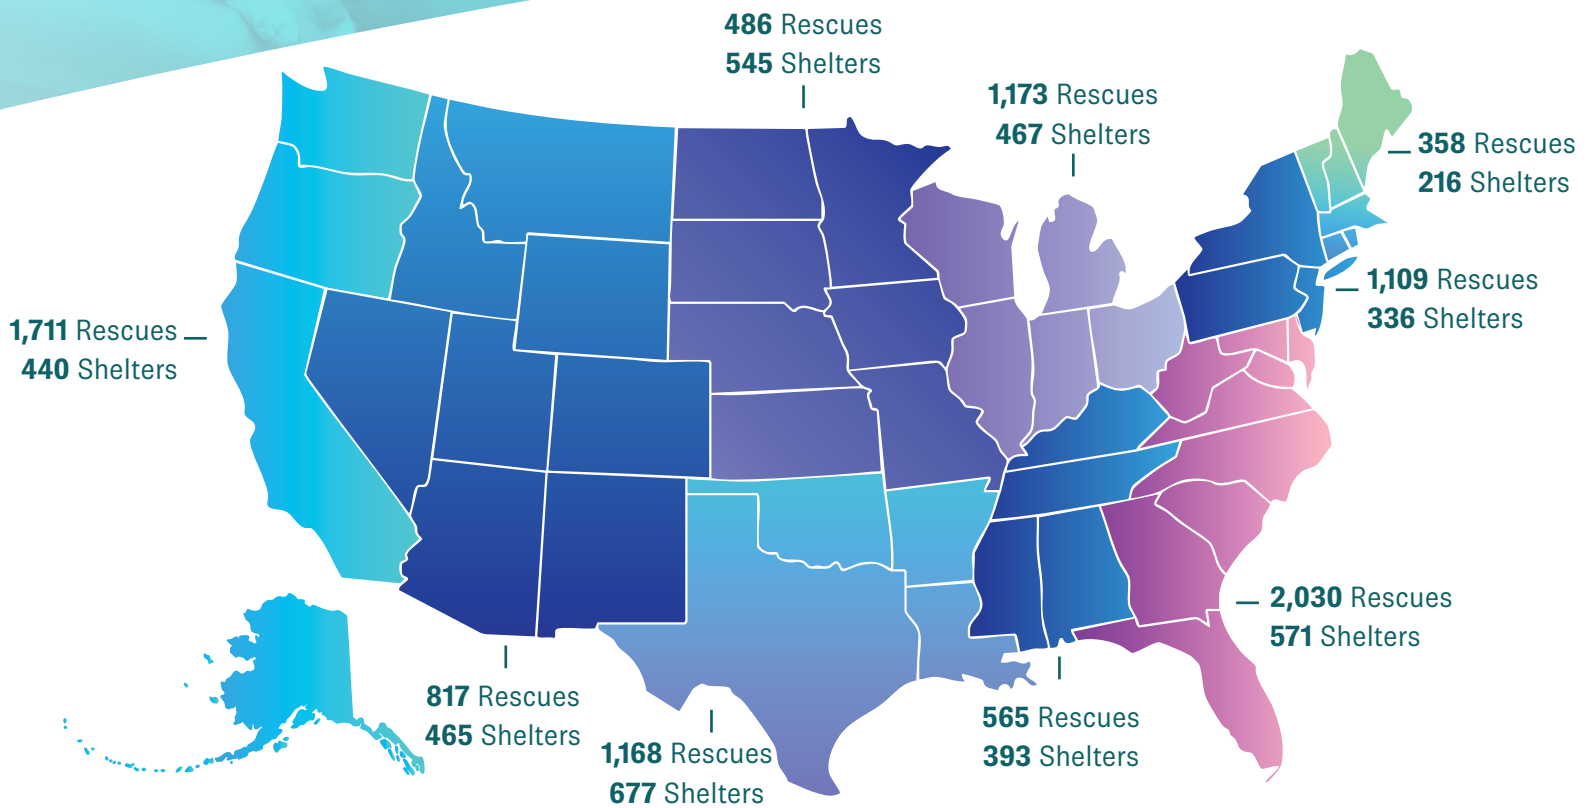 486 Rescues
545 Shelters
1,173 Rescues
467 Shelters
358 Rescues
216 Shelters
1,109 Rescues
336 Shelters
1,711 Rescues
440 Shelters
2,030 Rescues
571 Shelters
817 Rescues
465 Shelters
565 Rescues
393 Shelters
1,168 Rescues
677 Shelters